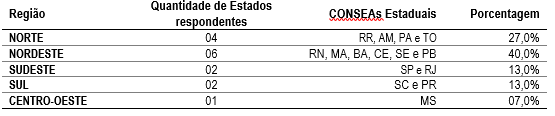 Região Quantidade de Estados respondentes CONSEAs Estaduais Porcentagem
NORTE 04 RR, AM, PA e TO 27,0%
NORDESTE 06 RN, MA, BA, CE, SE e PB 40,0%
SUDESTE 02 SP e RJ 13,0%
SUL 02 SC e PR 13,0%
CENTRO-OESTE 01 MS 07,0%